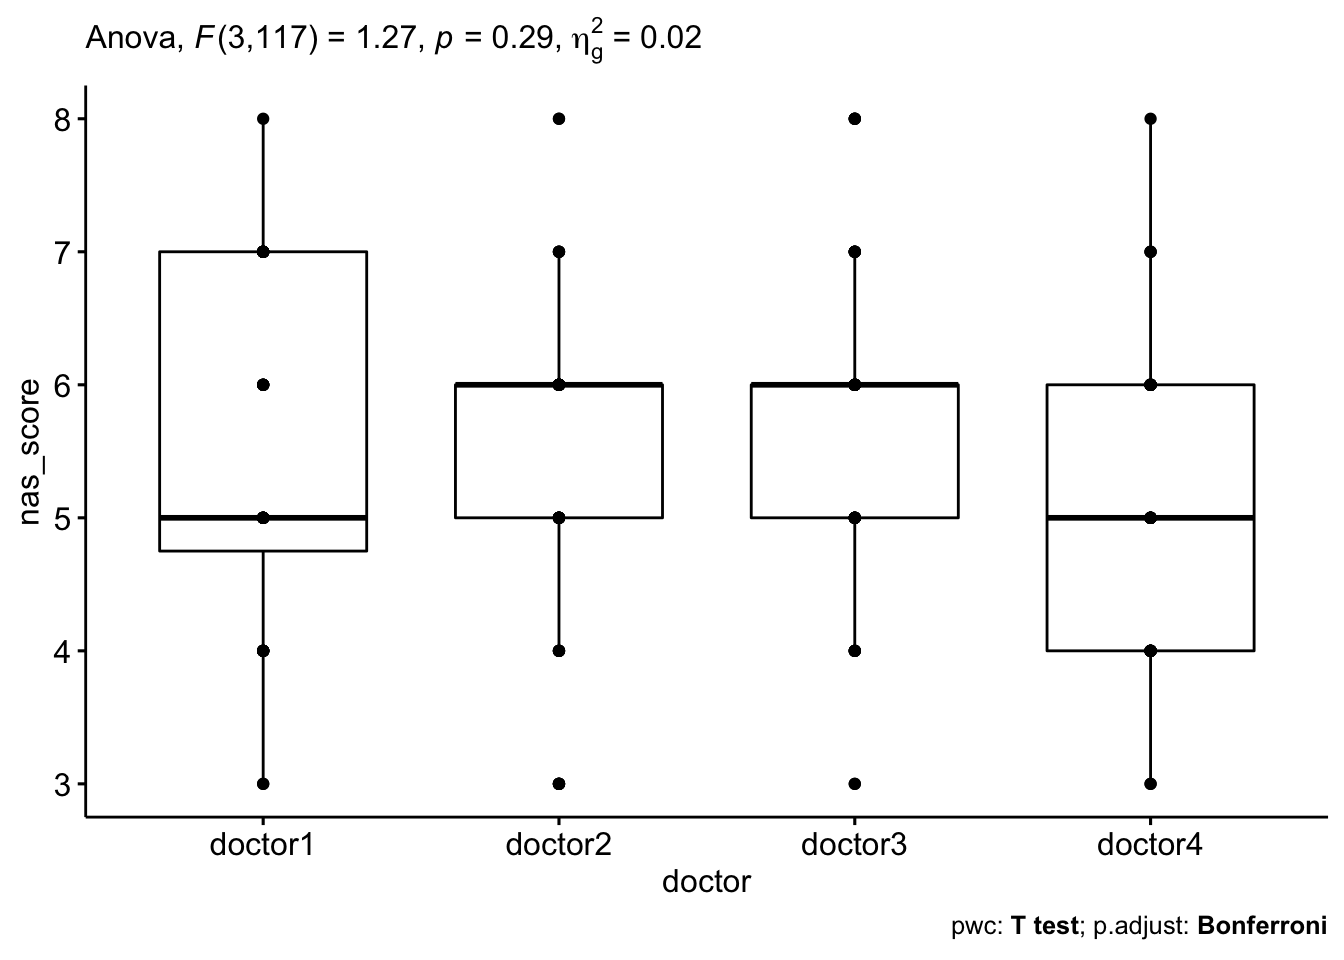 Anova, F(3,117) = 1.27, p = 0.29, η²g = 0.02
8
7
6
5
4
3
nas_score
doctor1 doctor2 doctor3 doctor4
doctor
pwc: T test; p.adjust: Bonferroni